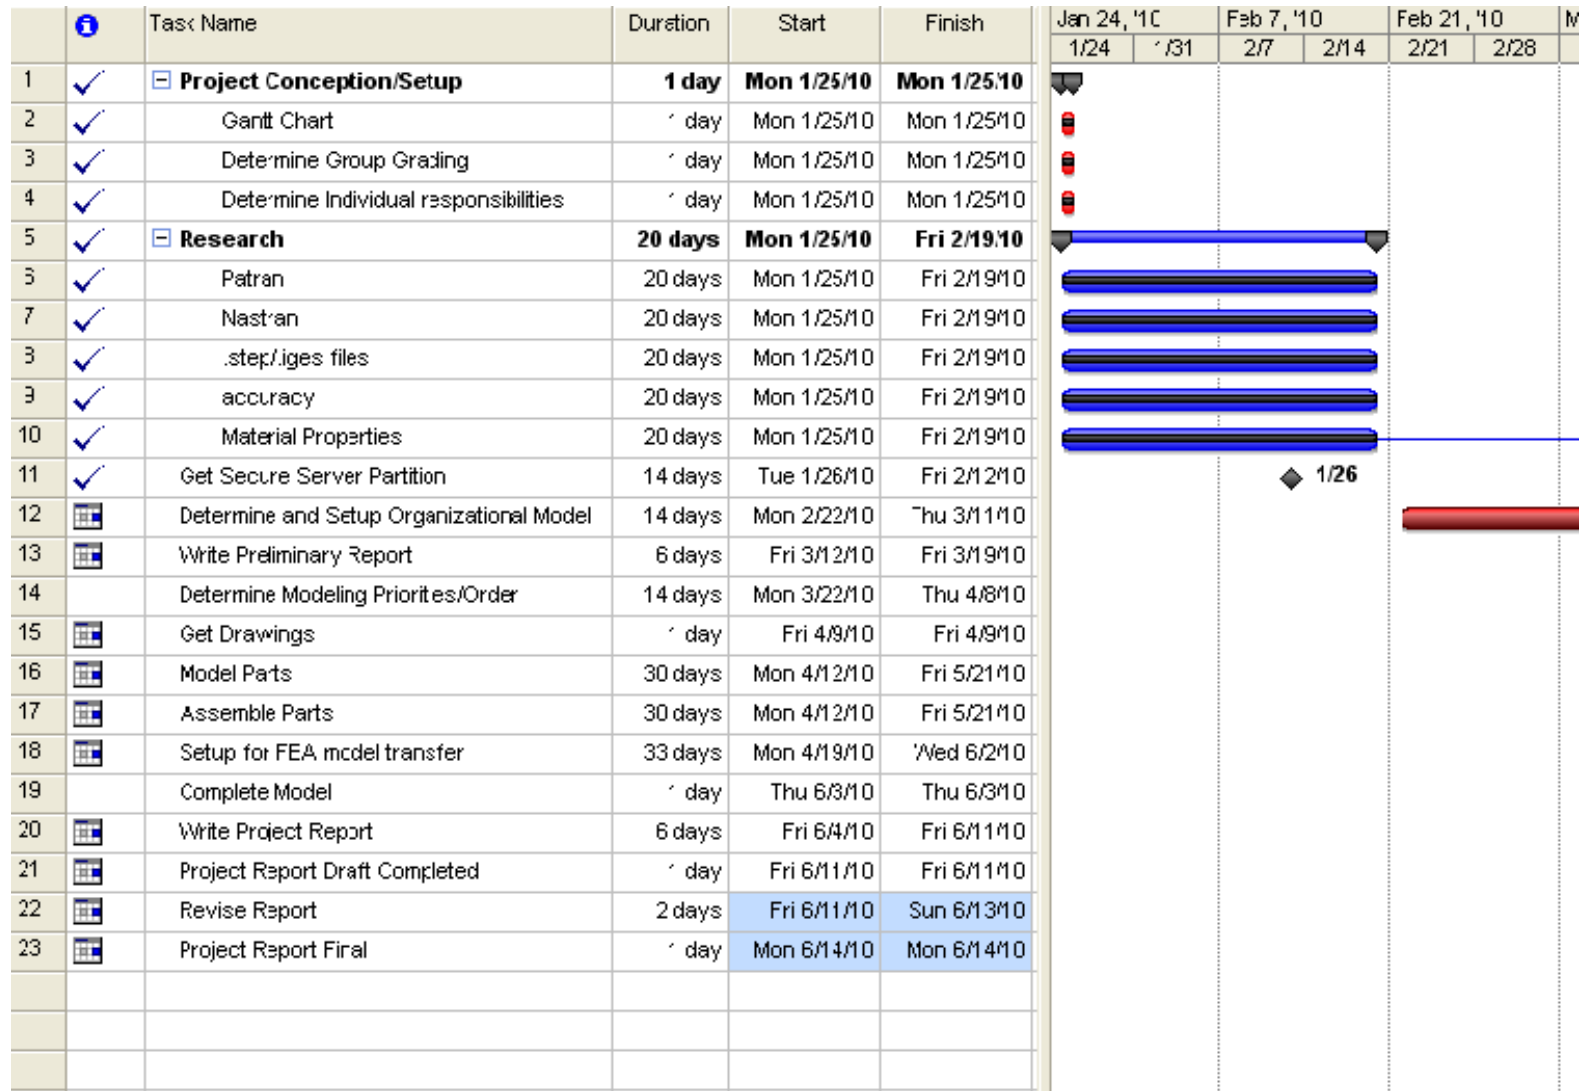 Task Name Duration Start Finish Jan 24, '10 Feb 7, '10 Feb 21, '10 M
1/24 1/31 2/7 2/14 2/21 2/28
1 Project Conception/Setup 1 day Mon 1/25/10 Mon 1/25/10
2 Gantt Chart 1 day Mon 1/25/10 Mon 1/25/10
3 Determine Group Grading 1 day Mon 1/25/10 Mon 1/25/10
4 Determine Individual responsibilities 1 day Mon 1/25/10 Mon 1/25/10
5 Research 20 days Mon 1/25/10 Fri 2/19/10
6 Patran 20 days Mon 1/25/10 Fri 2/19/10
7 Nastran 20 days Mon 1/25/10 Fri 2/19/10
8 .step/.iges files 20 days Mon 1/25/10 Fri 2/19/10
9 accuracy 20 days Mon 1/25/10 Fri 2/19/10
10 Material Properties 20 days Mon 1/25/10 Fri 2/19/10
11 Get Secure Server Partition 14 days Tue 1/26/10 Fri 2/12/10 1/26
12 Determine and Setup Organizational Model 14 days Mon 2/22/10 Thu 3/11/10
13 Write Preliminary Report 6 days Fri 3/12/10 Fri 3/19/10
14 Determine Modeling Priorites/Order 14 days Mon 3/22/10 Thu 4/8/10
15 Get Drawings 1 day Fri 4/9/10 Fri 4/9/10
16 Model Parts 30 days Mon 4/12/10 Fri 5/21/10
17 Assemble Parts 30 days Mon 4/12/10 Fri 5/21/10
18 Setup for FEA model transfer 33 days Mon 4/19/10 Wed 6/2/10
19 Complete Model 1 day Thu 6/3/10 Thu 6/3/10
20 Write Project Report 6 days Fri 6/4/10 Fri 6/11/10
21 Project Report Draft Completed 1 day Fri 6/11/10 Fri 6/11/10
22 Revise Report 2 days Fri 6/11/10 Sun 6/13/10
23 Project Report Final 1 day Mon 6/14/10 Mon 6/14/10